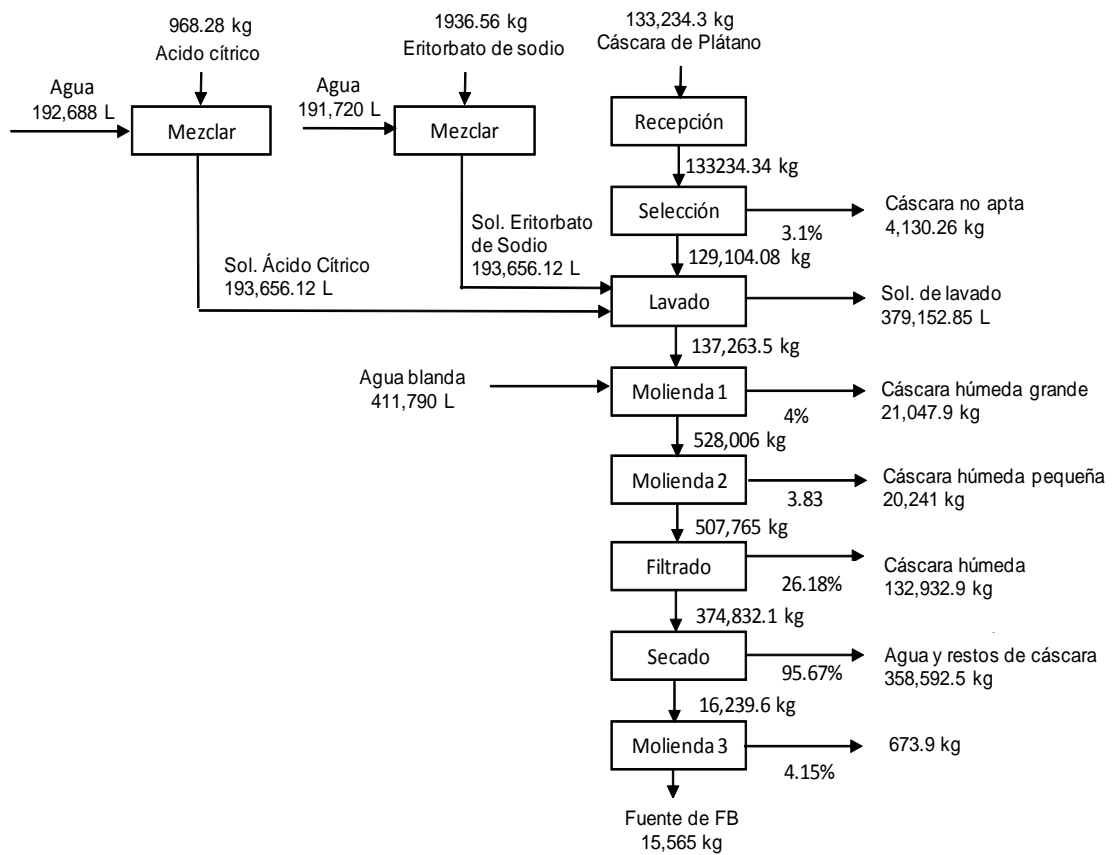 968.28 kg
Acido cítrico
1936.56 kg
Eritorbato de sodio
133,234.3 kg
Cáscara de Plátano
Agua
192,688 L
Mezclar
Agua
191,720 L
Mezclar
Recepción
133234.34 kg
Selección
3.1%
Cáscara no apta
4,130.26 kg
129,104.08 kg
Sol. Eritorbato
de Sodio
193,656.12 L
Sol. Ácido Cítrico
193,656.12 L
Lavado
Sol. de lavado
379,152.85 L
137,263.5 kg
Agua blanda
411,790 L
Molienda 1
4%
Cáscara húmeda grande
21,047.9 kg
528,006 kg
Molienda 2
3.83
Cáscara húmeda pequeña
20,241 kg
507,765 kg
Filtrado
26.18%
Cáscara húmeda
132,932.9 kg
374,832.1 kg
Secado
95.67%
Agua y restos de cáscara
358,592.5 kg
16,239.6 kg
Molienda 3
4.15%
673.9 kg
Fuente de FB
15,565 kg